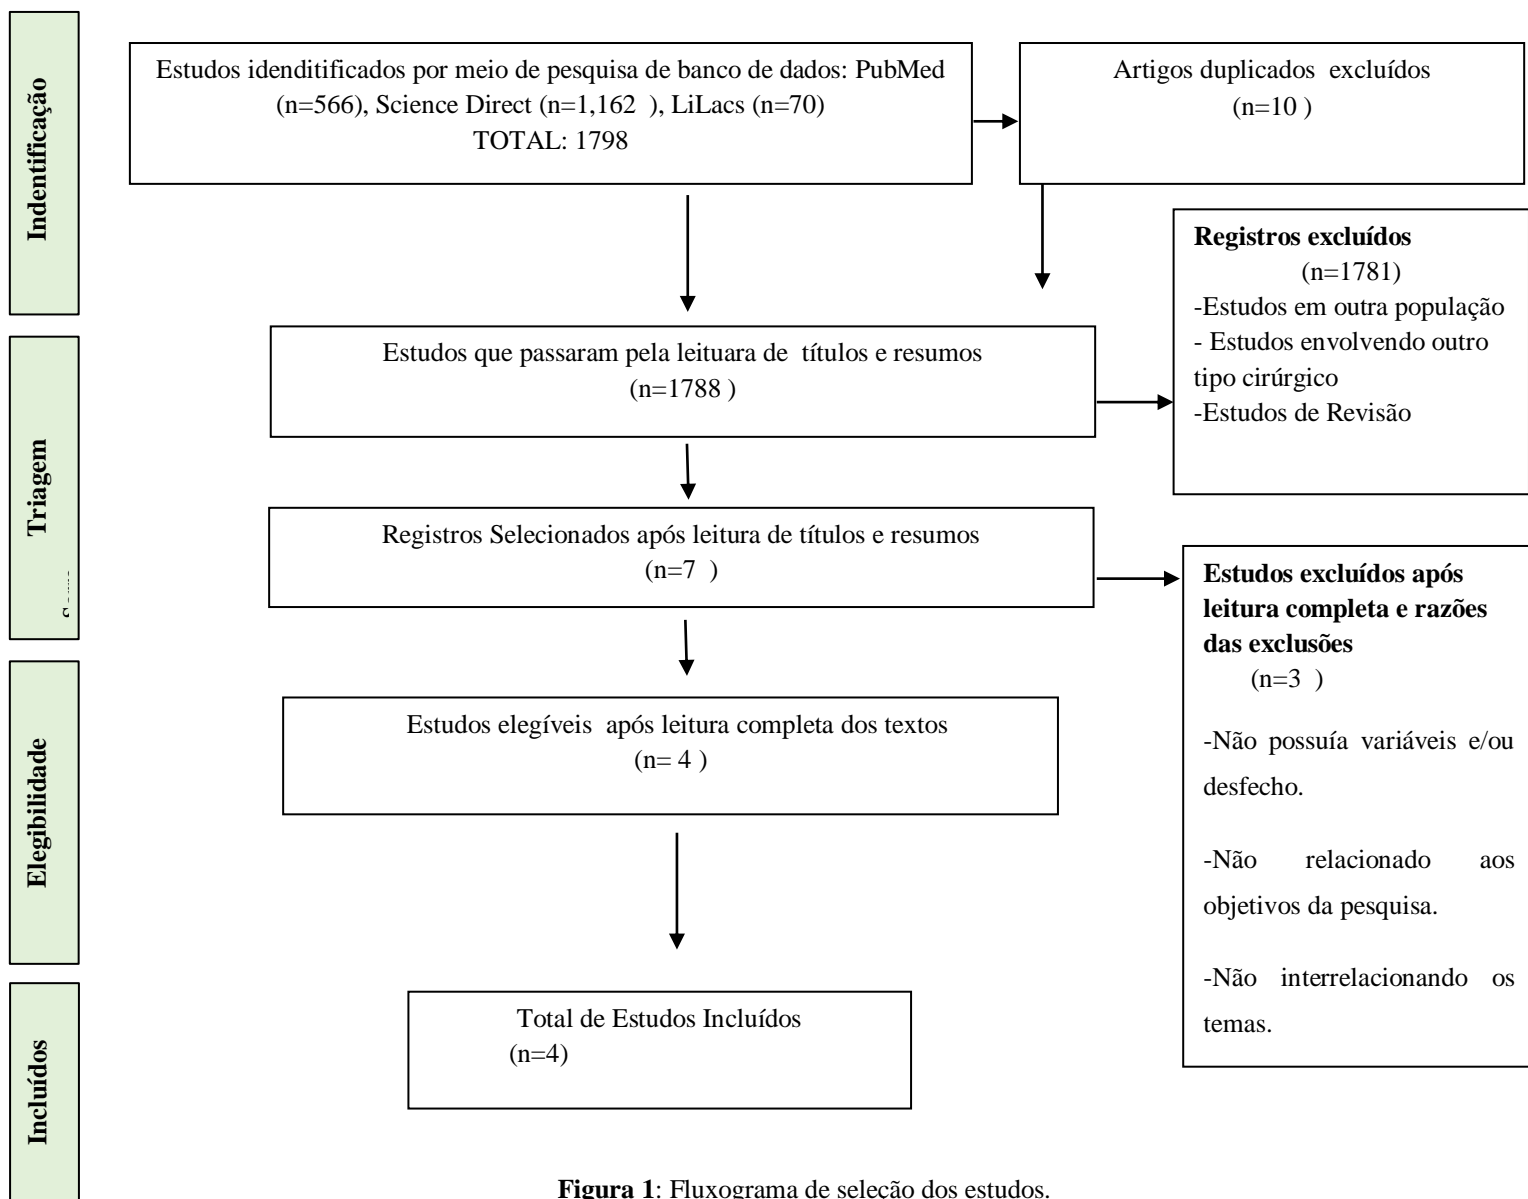 Indentificação
Estudos idenditificados por meio de pesquisa de banco de dados: PubMed
(n=566), Science Direct (n=1,162 ), LiLacs (n=70)
TOTAL: 1798
Artigos duplicados excluídos
(n=10 )
Registros excluídos
(n=1781)
-Estudos em outra população
- Estudos envolvendo outro
tipo cirúrgico
-Estudos de Revisão
Triagem
Estudos que passaram pela leituara de títulos e resumos
(n=1788 )
Registros Selecionados após leitura de títulos e resumos
(n=7 )
Estudos excluídos após
leitura completa e razões
das exclusões
(n=3 )
-Não possuía variáveis e/ou
desfecho.
-Não relacionado aos
objetivos da pesquisa.
-Não interrelacionando os
temas.
Elegibilidade
Estudos elegíveis após leitura completa dos textos
(n= 4 )
Incluídos
Total de Estudos Incluídos
(n=4)
Figura 1: Fluxograma de seleção dos estudos.